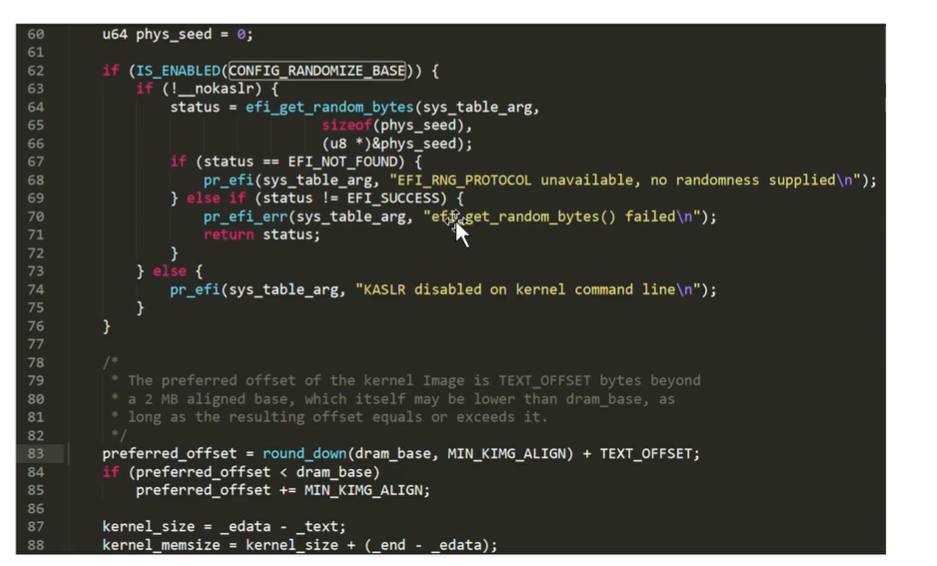 60 u64 phys_seed = 0;
61
62 if (IS_ENABLED(CONFIG_RANDOMIZE_BASE)) {
63 if (!__nokaslr) {
64 status = efi_get_random_bytes(sys_table_arg,
65 sizeof(phys_seed),
66 (u8 *)&phys_seed);
67 if (status == EFI_NOT_FOUND) {
68 pr_efi(sys_table_arg, "EFI_RNG_PROTOCOL unavailable, no randomness supplied\n");
69 } else if (status != EFI_SUCCESS) {
70 pr_efi_err(sys_table_arg, "efi_get_random_bytes() failed\n");
71 return status;
72 }
73 } else {
74 pr_efi(sys_table_arg, "KASLR disabled on kernel command line\n");
75 }
76 }
77
78 /*
79 * The preferred offset of the kernel Image is TEXT_OFFSET bytes beyond
80 * a 2 MB aligned base, which itself may be lower than dram_base, as
81 * long as the resulting offset equals or exceeds it.
82 */
83 preferred_offset = round_down(dram_base, MIN_KIMG_ALIGN) + TEXT_OFFSET;
84 if (preferred_offset < dram_base)
85 preferred_offset += MIN_KIMG_ALIGN;
86
87 kernel_size = _edata - _text;
88 kernel_memsize = kernel_size + (_end - _edata);